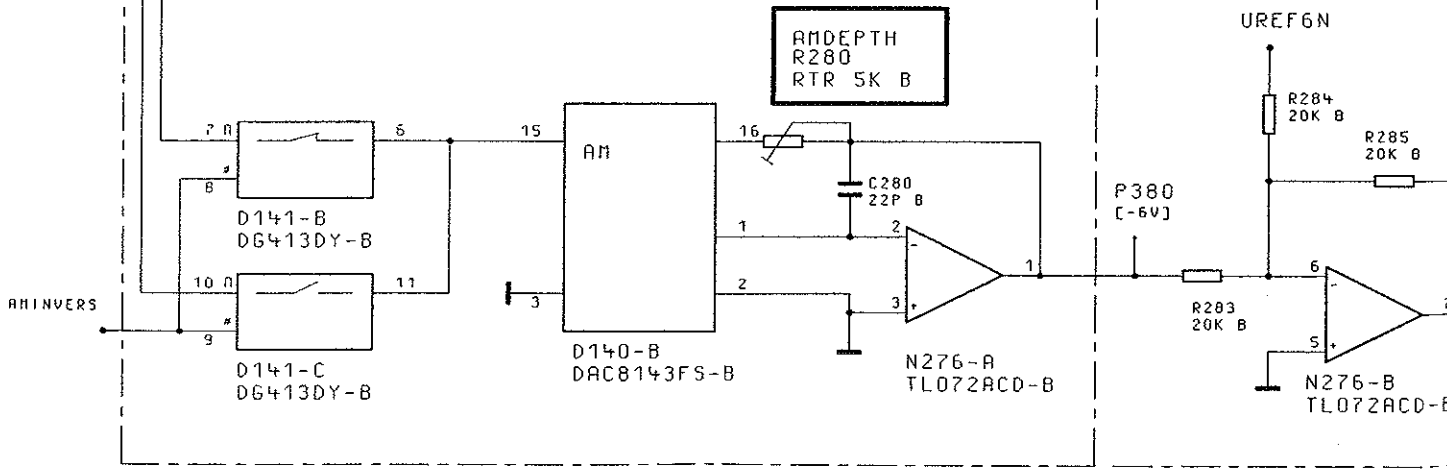 UREF6N
AMDEPTH
R280
RTR 5K B
R284
20K B
R285
20K B
7 П 6
15
AM
16
#
8
C280
22P B
P380
[-6V]
D141-B
DG413DY-B
1
2
-
1
10 П 11
3
2
3
+
6
-
AMINVERS
#
9
R283
20K B
5
+
D140-B
DAC8143FS-B
D141-C
DG413DY-B
N276-A
TL072ACD-B
N276-B
TL072ACD-B